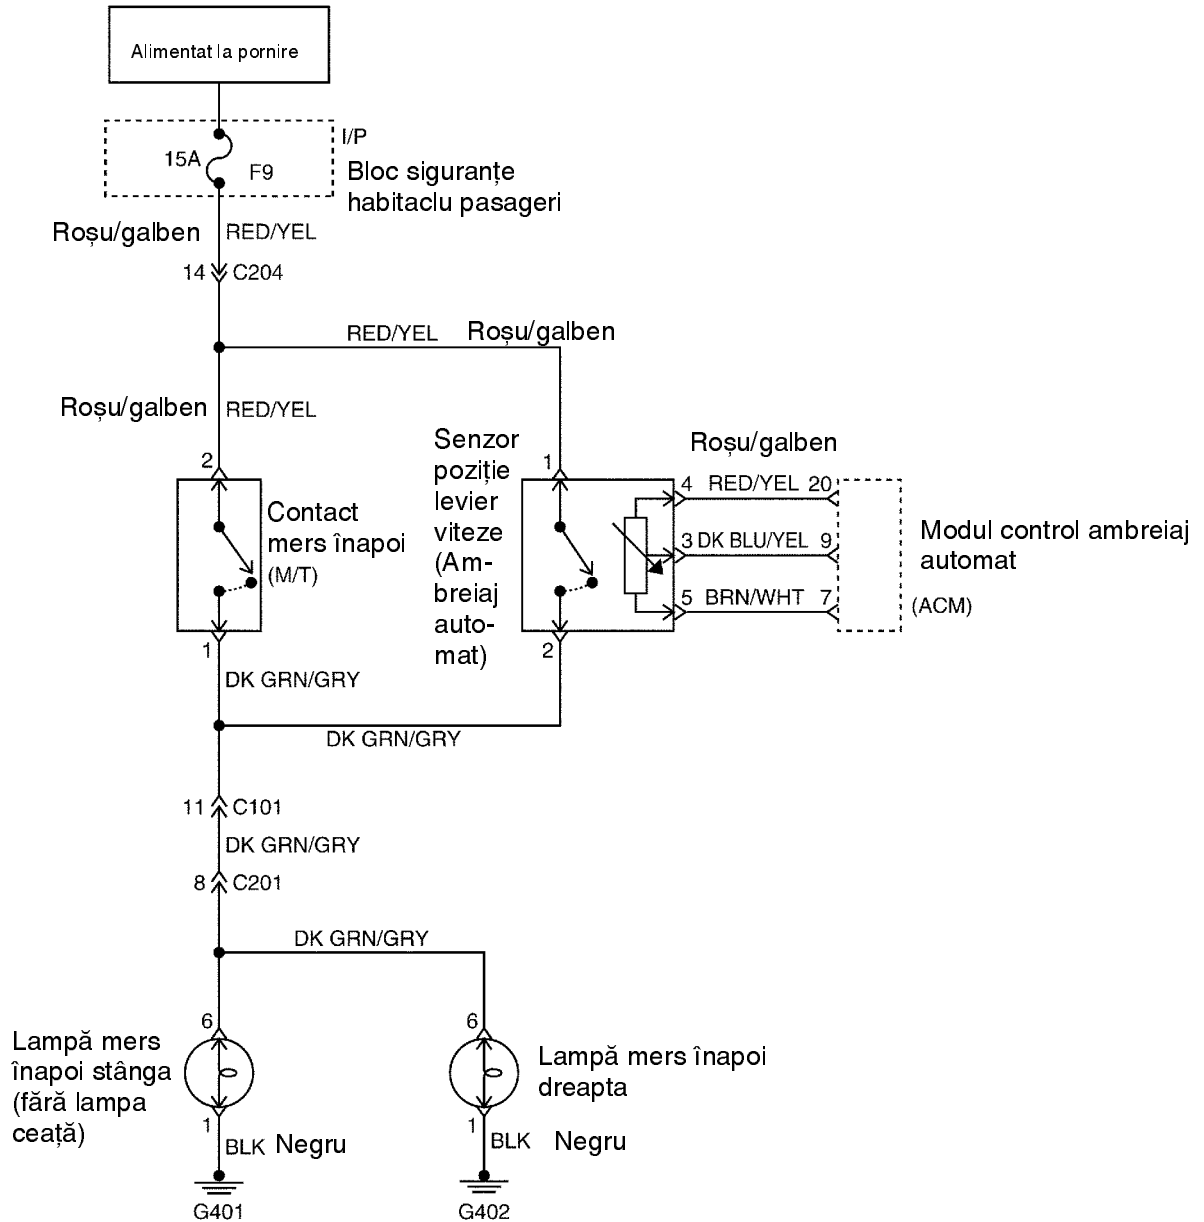 Alimentat la pornire
I/P
15A
F9
Bloc siguranțe
habitaclu pasageri
Roșu/galben
RED/YEL
14
C204
RED/YEL
Roșu/galben
Roșu/galben
RED/YEL
2
Contact
mers înapoi
(M/T)
1
Senzor
poziție
levier
viteze
(Am-
breiaj
auto-
mat)
1
2
Roșu/galben
4
RED/YEL
20
3
DK BLU/YEL
9
5
BRN/WHT
7
Modul control ambreiaj
automat
(ACM)
DK GRN/GRY
DK GRN/GRY
11
C101
DK GRN/GRY
8
C201
DK GRN/GRY
6
6
Lampă mers
înapoi stânga
(fără lampa
ceață)
Lampă mers înapoi
dreapta
1
BLK
Negru
1
BLK
Negru
G401
G402